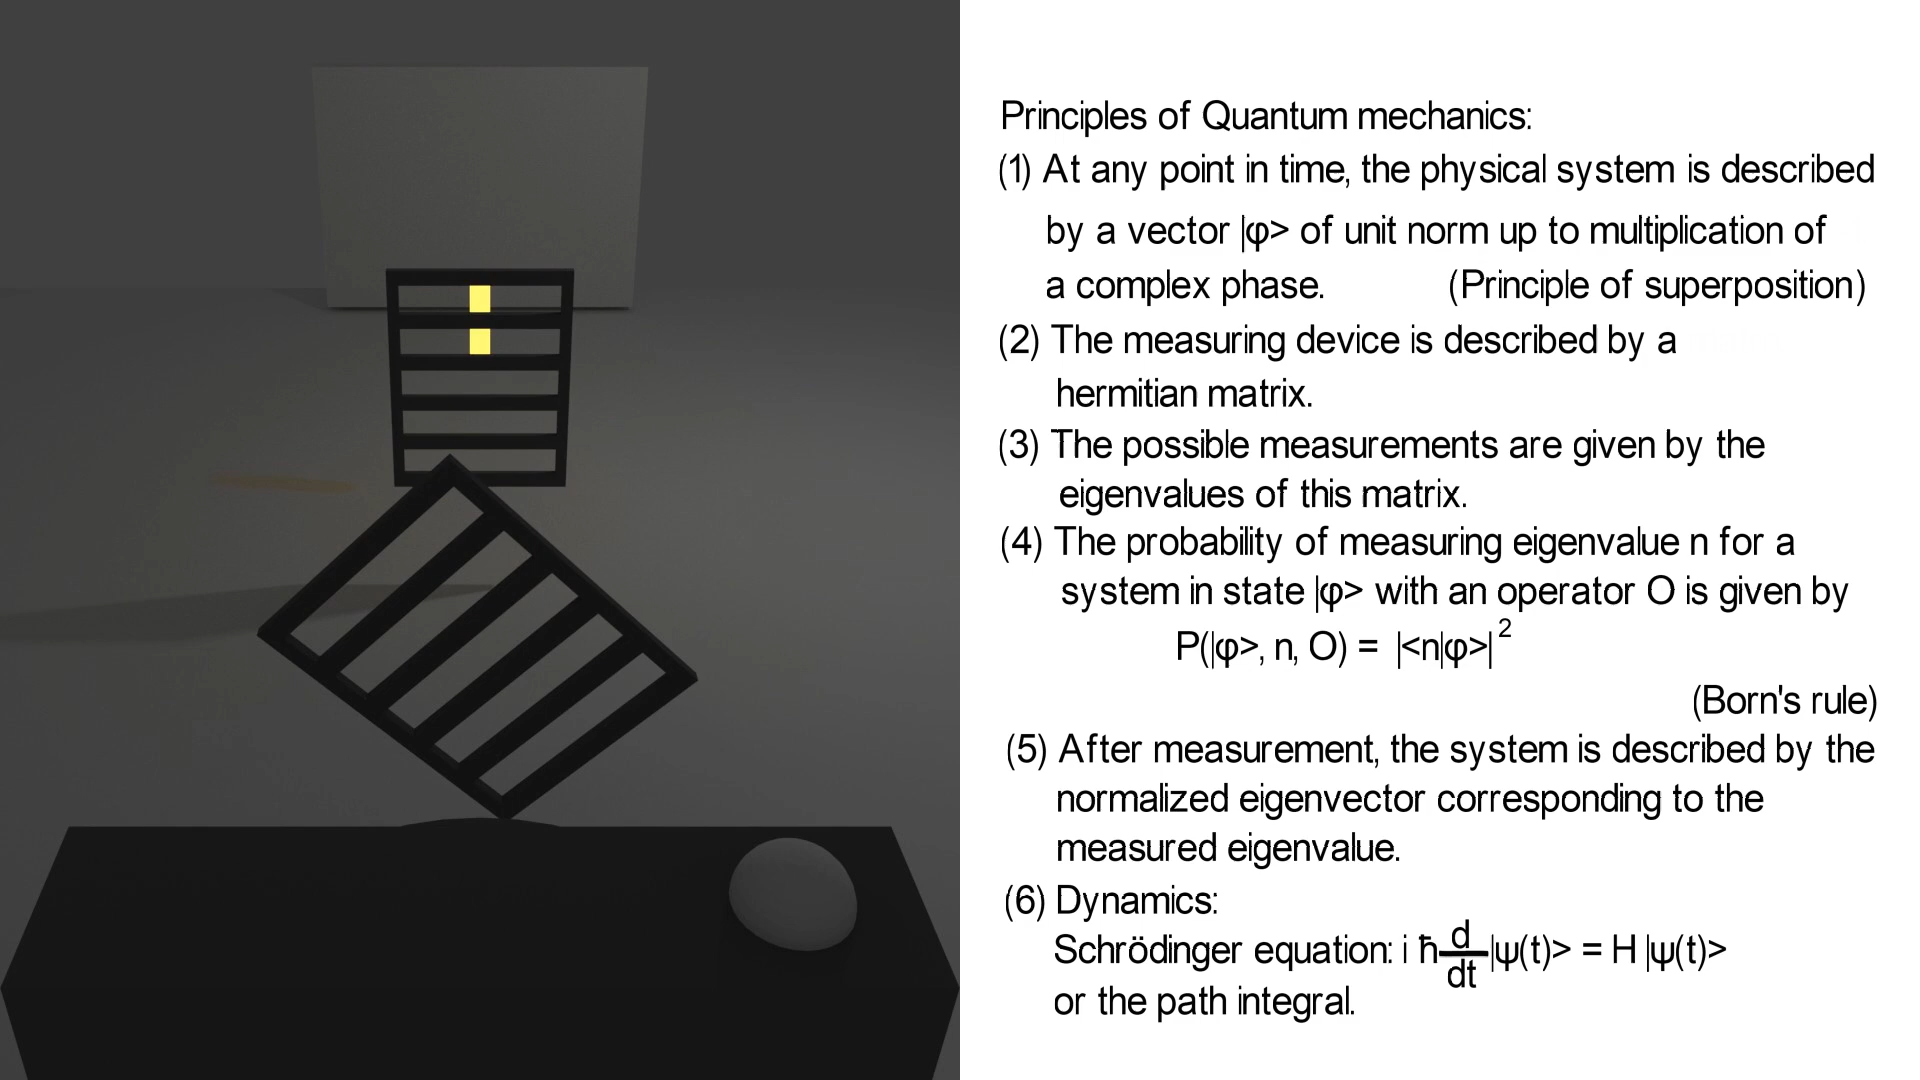 Principles of Quantum mechanics:
(1) At any point in time, the physical system is described
by a vector |φ> of unit norm up to multiplication of
a complex phase. (Principle of superposition)
(2) The measuring device is described by a
hermitian matrix.
(3) The possible measurements are given by the
eigenvalues of this matrix.
(4) The probability of measuring eigenvalue n for a
system in state |φ> with an operator O is given by
P(|φ>, n, O) = |<n|φ>|²
(Born's rule)
(5) After measurement, the system is described by the
normalized eigenvector corresponding to the
measured eigenvalue.
(6) Dynamics:
Schrödinger equation: i ħ d/dt |ψ(t)> = H |ψ(t)>
or the path integral.